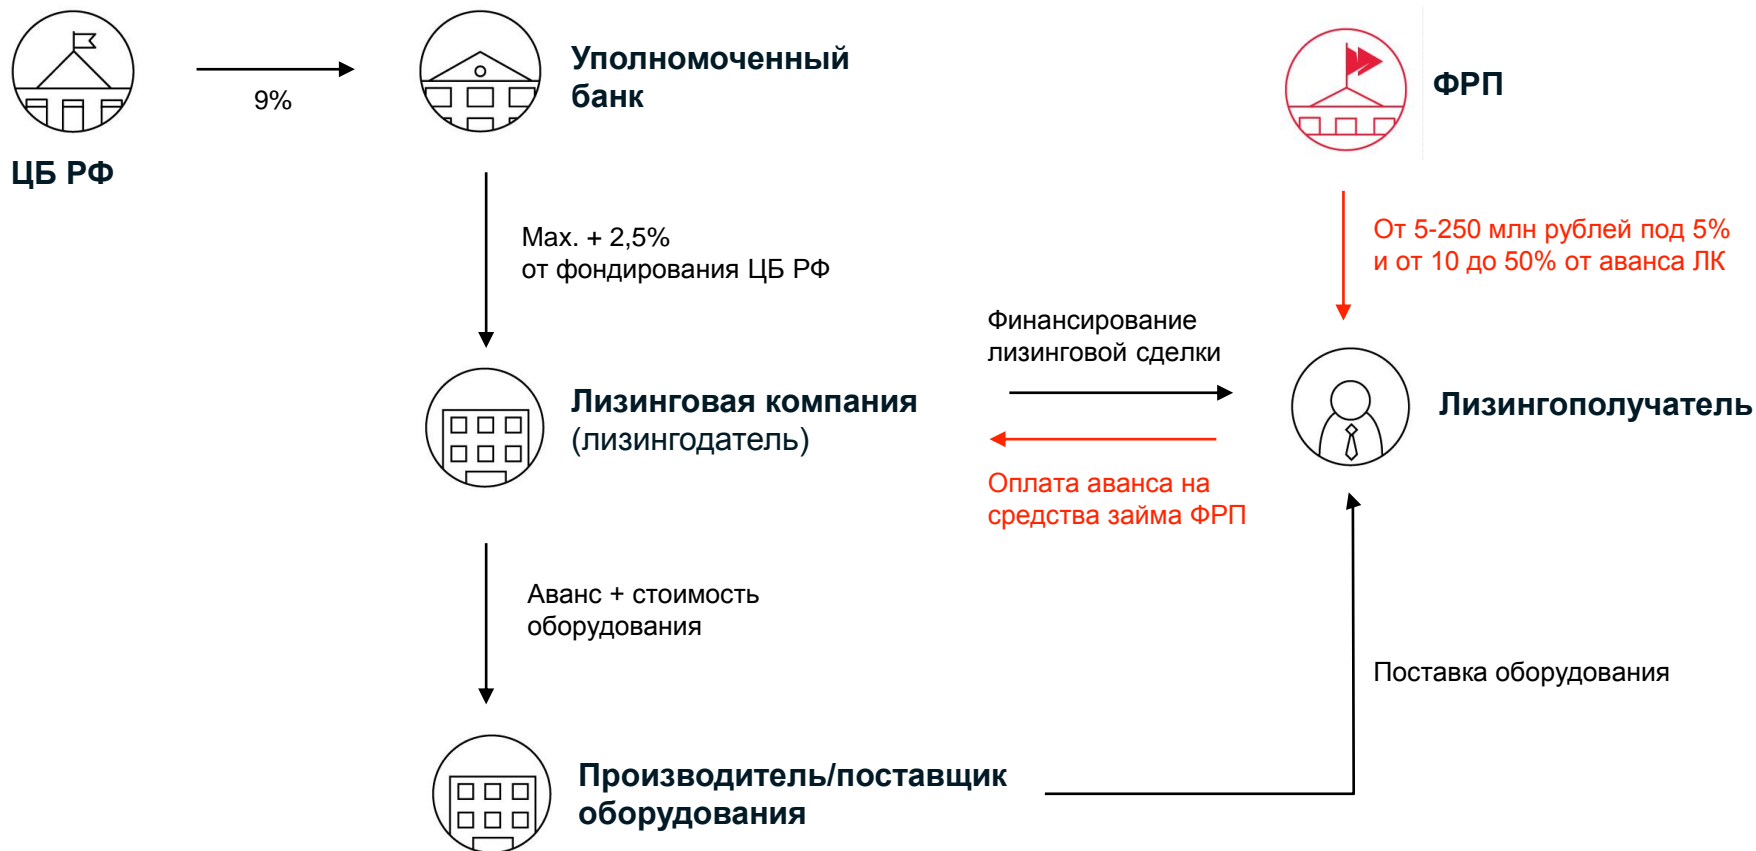 ЦБ РФ
9%
Уполномоченный
банк
ФРП
Max. + 2,5%
от фондирования ЦБ РФ
От 5-250 млн рублей под 5%
и от 10 до 50% от аванса ЛК
Финансирование
лизинговой сделки
Лизинговая компания
(лизингодатель)
Лизингополучатель
Оплата аванса на
средства займа ФРП
Аванс + стоимость
оборудования
Поставка оборудования
Производитель/поставщик
оборудования